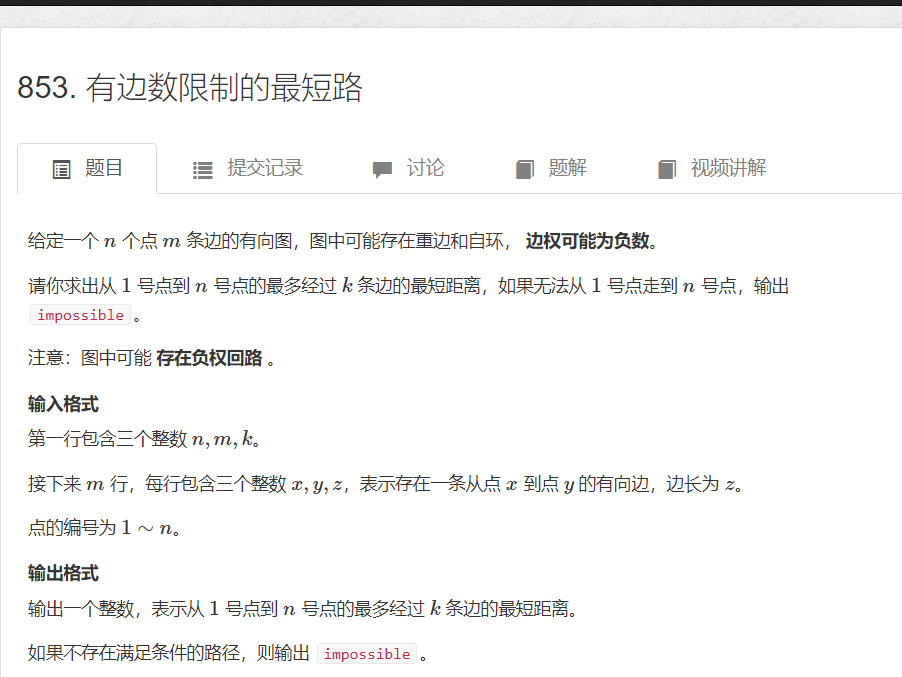 853. 有边数限制的最短路
题目 提交记录 讨论 题解 视频讲解
给定一个 n 个点 m 条边的有向图，图中可能存在重边和自环， 边权可能为负数。
请你求出从 1 号点到 n 号点的最多经过 k 条边的最短距离，如果无法从 1 号点走到 n 号点，输出
impossible 。
注意：图中可能 存在负权回路 。
输入格式
第一行包含三个整数 n, m, k。
接下来 m 行，每行包含三个整数 x, y, z，表示存在一条从点 x 到点 y 的有向边，边长为 z。
点的编号为 1 ∼ n。
输出格式
输出一个整数，表示从 1 号点到 n 号点的最多经过 k 条边的最短距离。
如果不存在满足条件的路径，则输出 impossible 。